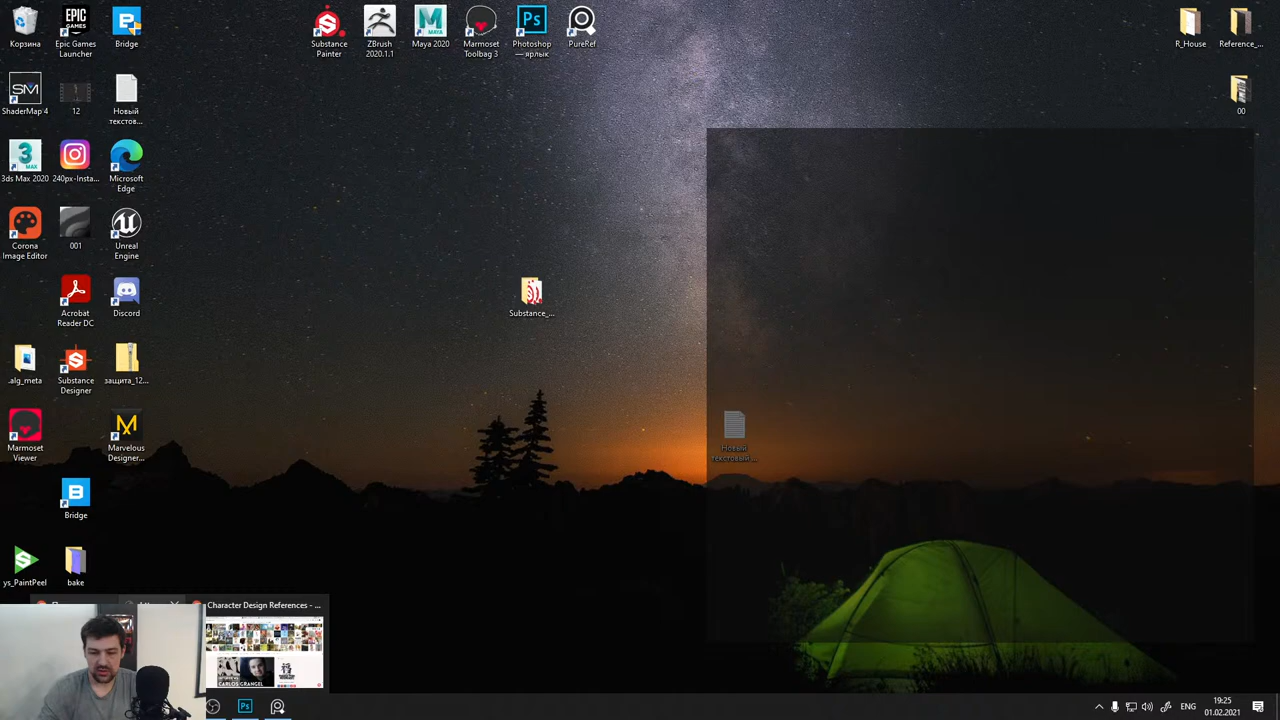 Корзина
Epic Games
Launcher
Bridge
Substance
Painter
ZBrush
2020.1.1
Maya 2020
Marmoset
Toolbag 3
Photoshop
— ярлык
PureRef
R_House
Reference_...
ShaderMap 4
12
Новый
текстов...
00
3ds Max 2020
240px-Insta...
Microsoft
Edge
Corona
Image Editor
001
Unreal
Engine
Acrobat
Reader DC
Discord
Substance_...
.alg_meta
Substance
Designer
защита_12...
Marmoset
Viewer
Marvelous
Designer...
Новый
текстовый ...
Bridge
ys_PaintPeel
bake
Character Design References - ...
CARLOS GRANGEL
ENG
19:25
01.02.2021